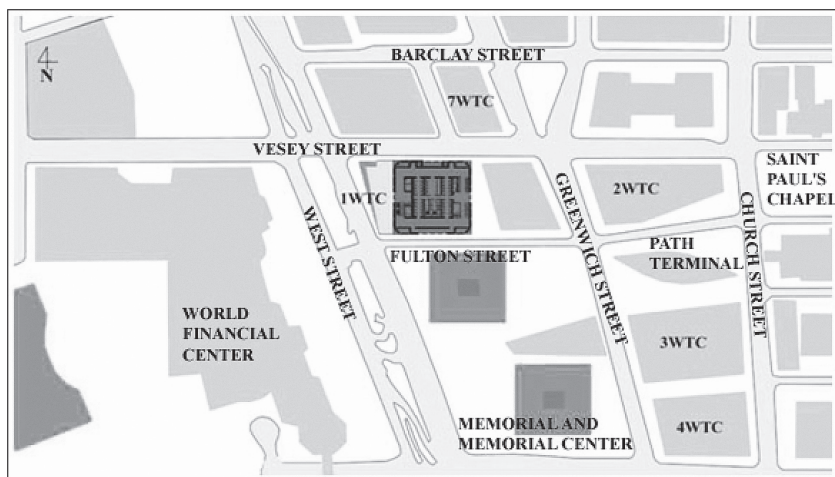 BARCLAY STREET
N
7WTC
VESEY STREET
SAINT
PAUL'S
CHAPEL
1WTC
2WTC
GREENWICH STREET
CHURCH STREET
WEST STREET
FULTON STREET
PATH
TERMINAL
WORLD
FINANCIAL
CENTER
3WTC
MEMORIAL AND
MEMORIAL CENTER
4WTC